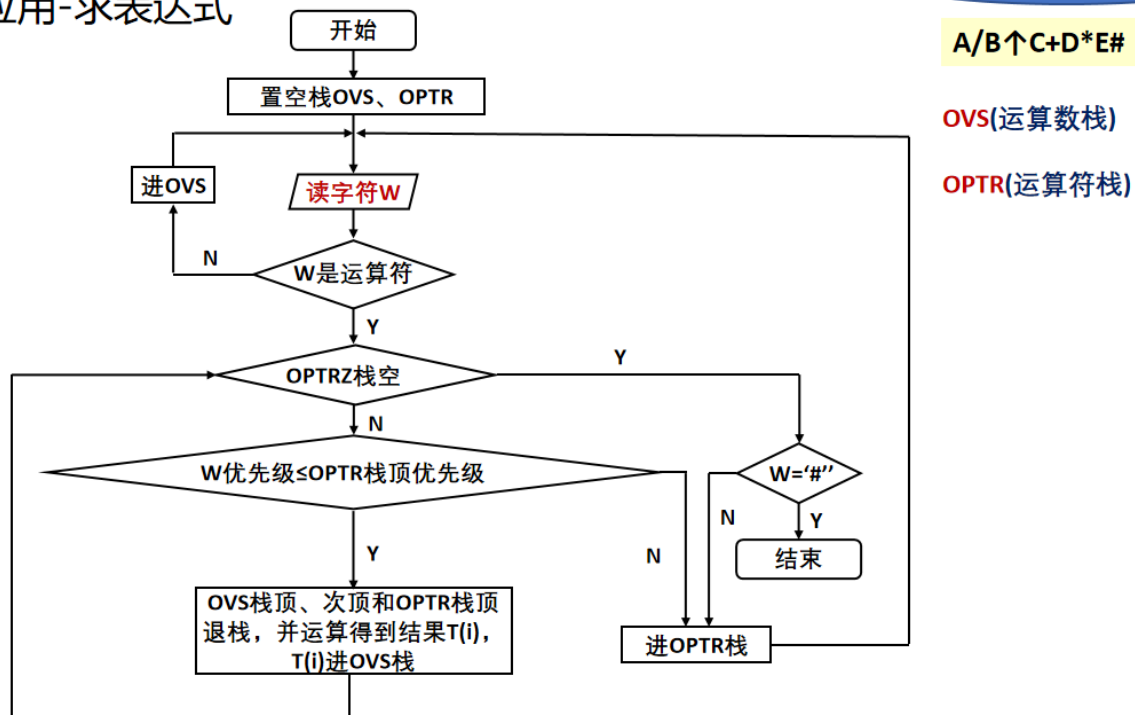 应用-求表达式
开始
A/B↑C+D*E#
置空栈OVS、OPTR
OVS(运算数栈)
进OVS
读字符W
OPTR(运算符栈)
N
W是运算符
Y
Y
OPTRZ栈空
N
W优先级≤OPTR栈顶优先级
W=‘#’'
N
Y
Y
N
结束
OVS栈顶、次顶和OPTR栈顶
退栈，并运算得到结果T(i)，
T(i)进OVS栈
进OPTR栈